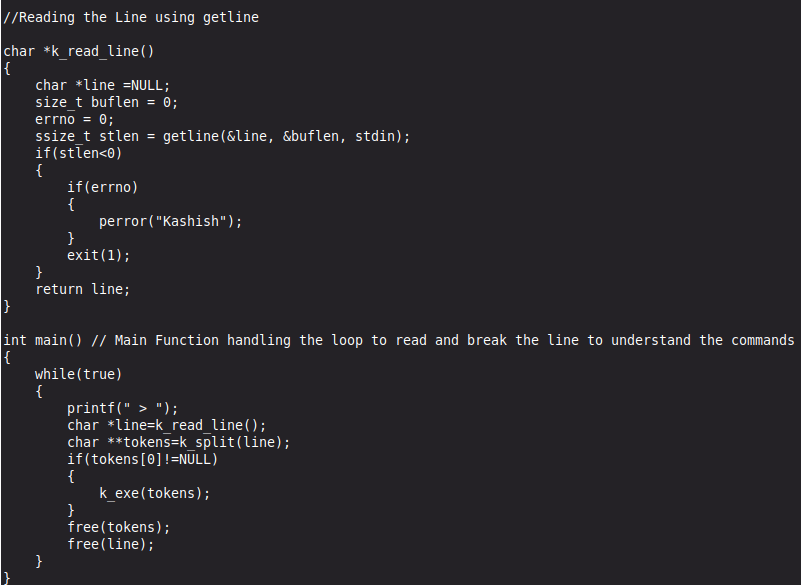 //Reading the Line using getline
char *k_read_line()
{
    char *line =NULL;
    size_t buflen = 0;
    errno = 0;
    ssize_t stlen = getline(&line, &buflen, stdin);
    if(stlen<0)
    {
        if(errno)
        {
            perror("Kashish");
        }
        exit(1);
    }
    return line;
}
int main() // Main Function handling the loop to read and break the line to understand the commands
{
    while(true)
    {
        printf(" > ");
        char *line=k_read_line();
        char **tokens=k_split(line);
        if(tokens[0]!=NULL)
        {
            k_exe(tokens);
        }
        free(tokens);
        free(line);
    }
}